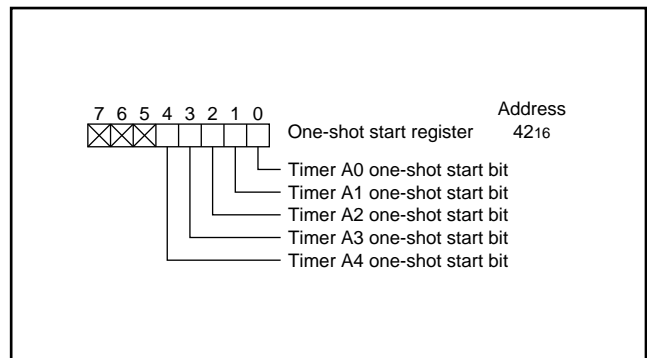 7 6 5 4 3 2 1 0
Address
One-shot start register 4216
Timer A0 one-shot start bit
Timer A1 one-shot start bit
Timer A2 one-shot start bit
Timer A3 one-shot start bit
Timer A4 one-shot start bit